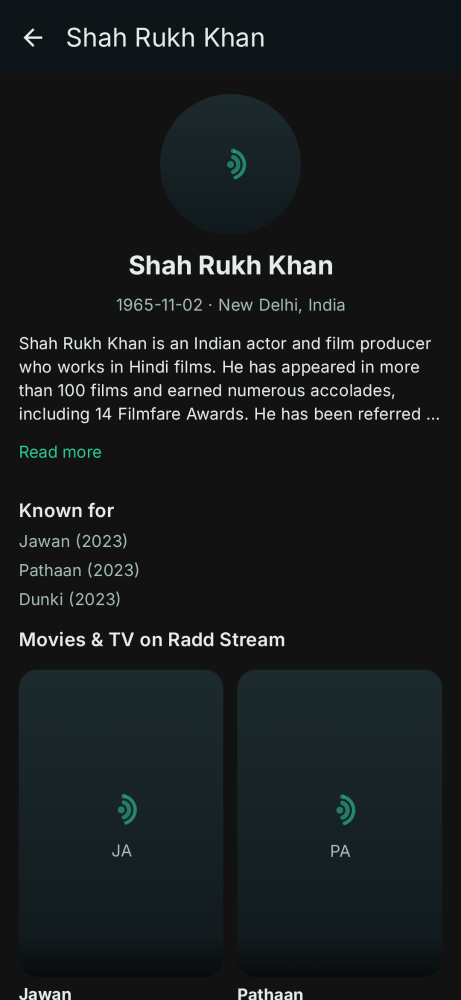 Shah Rukh Khan
Shah Rukh Khan
1965-11-02 · New Delhi, India
Shah Rukh Khan is an Indian actor and film producer
who works in Hindi films. He has appeared in more
than 100 films and earned numerous accolades,
including 14 Filmfare Awards. He has been referred ...
Read more
Known for
Jawan (2023)
Pathaan (2023)
Dunki (2023)
Movies & TV on Radd Stream
JA
PA
Jawan
Pathaan